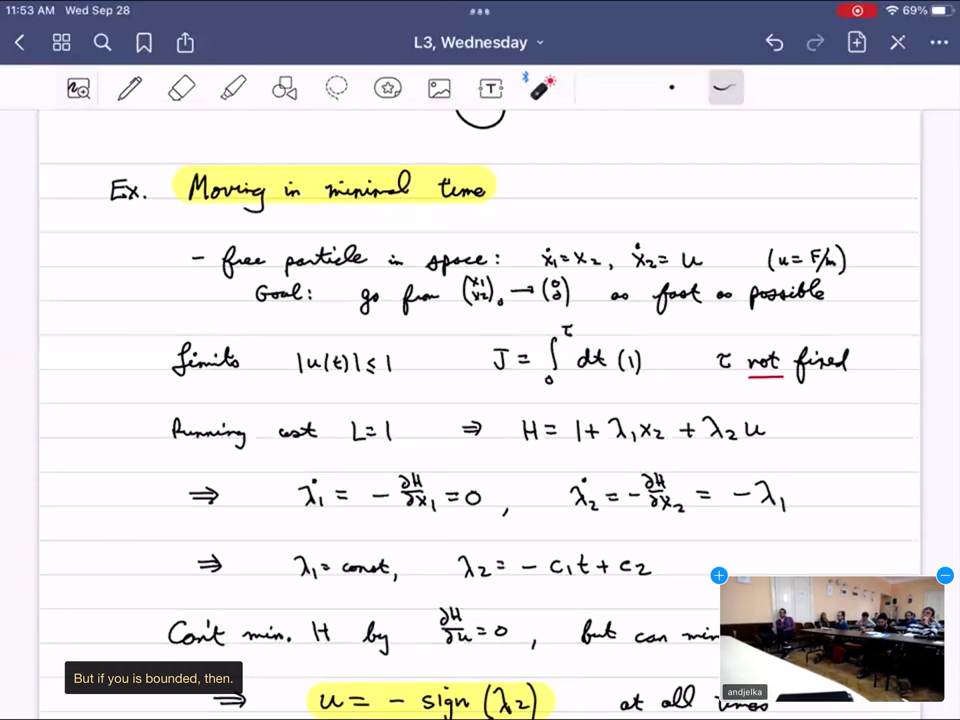 11:53 AM Wed Sep 28
69%
L3, Wednesday
T
Ex. Moving in minimal time
- free particle in space: ẋ₁ = x₂, ẋ₂ = u (u = F/m)
Goal: go from (x₁ x₂)₀ → (0 0) as fast as possible
Limits |u(t)| ≤ 1 J = ∫₀^τ dt (1) τ not fixed
Running cost L = 1 ⇒ H = 1 + λ₁x₂ + λ₂u
⇒ λ̇₁ = - ∂H/∂x₁ = 0, λ̇₂ = - ∂H/∂x₂ = - λ₁
⇒ λ₁ = const, λ₂ = - c₁t + c₂
Can't min. H by ∂H/∂u = 0, but can min
But if you is bounded, then.
andjelka
⇒ u = - sign (λ₂) at all times